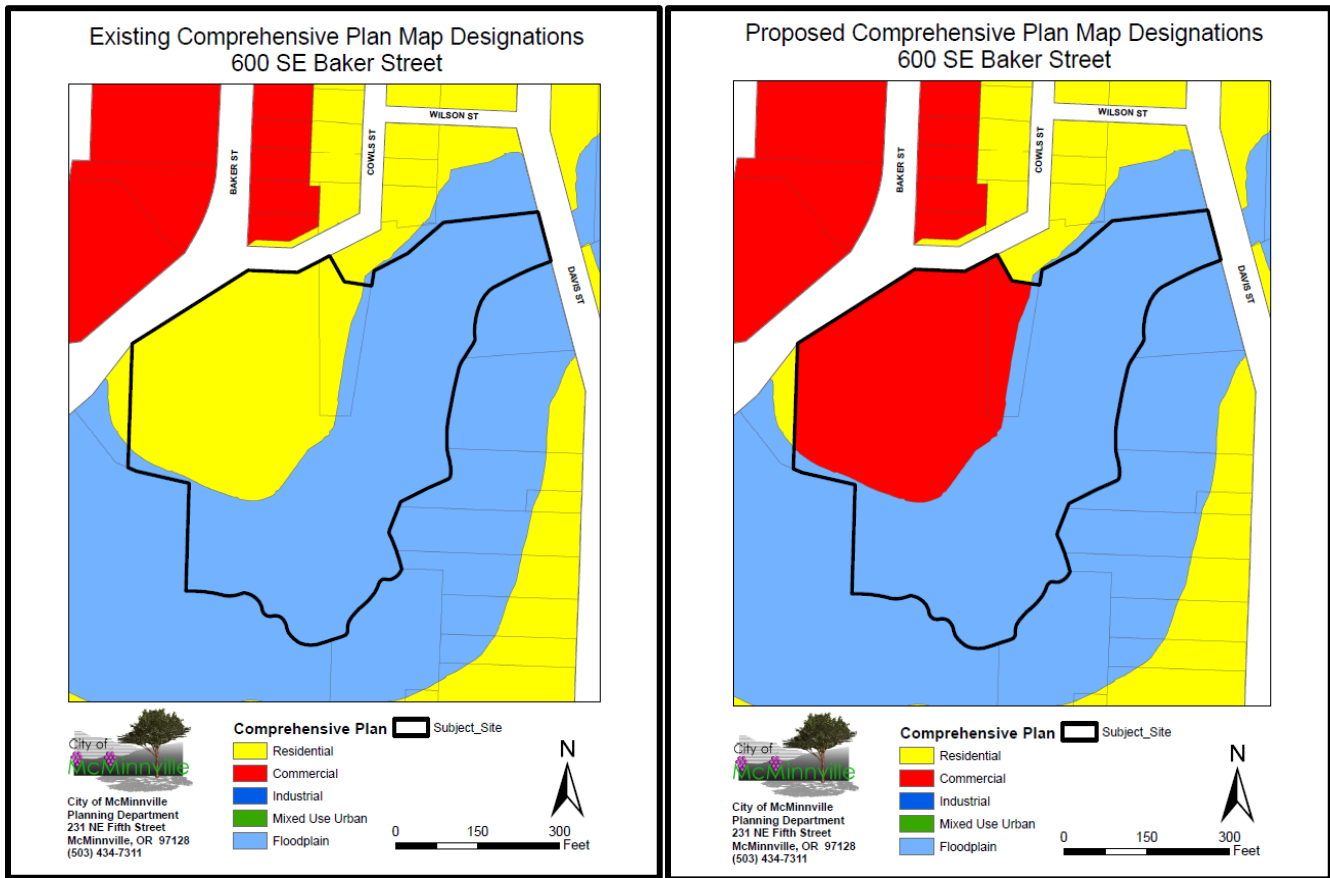 Existing Comprehensive Plan Map Designations
600 SE Baker Street
WILSON ST
COWLS ST
BAKER ST
DAVIS ST
City of
McMinnville
City of McMinnville
Planning Department
231 NE Fifth Street
McMinnville, OR 97128
(503) 434-7311
Comprehensive Plan
Subject_Site
Residential
Commercial
Industrial
Mixed Use Urban
Floodplain
N
0 150 300
Feet
Proposed Comprehensive Plan Map Designations
600 SE Baker Street
WILSON ST
COWLS ST
BAKER ST
DAVIS ST
City of
McMinnville
City of McMinnville
Planning Department
231 NE Fifth Street
McMinnville, OR 97128
(503) 434-7311
Comprehensive Plan
Subject_Site
Residential
Commercial
Industrial
Mixed Use Urban
Floodplain
N
0 150 300
Feet